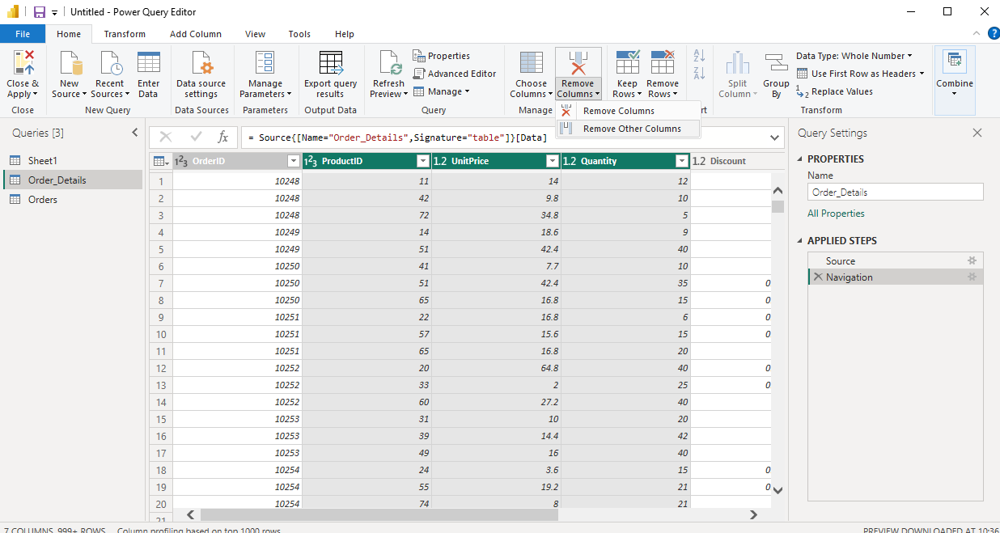 Untitled - Power Query Editor
File Home Transform Add Column View Tools Help
Close & Apply
New Source
Recent Sources
Enter Data
Data source settings
Manage Parameters
Export query results
Refresh Preview
Properties
Advanced Editor
Manage
Choose Columns
Remove Columns
Keep Rows
Remove Rows
Split Column
Group By
Data Type: Whole Number
Use First Row as Headers
Replace Values
Combine
Close New Query Data Sources Parameters Output Data Query Manage rt Transform
Remove Columns
Remove Other Columns
Queries [3]
Sheet1
Order_Details
Orders
= Source{[Name="Order_Details",Signature="table"]}[Data]
OrderID ProductID 1.2 UnitPrice 1.2 Quantity 1.2 Discount
1 10248 11 14 12
2 10248 42 9.8 10
3 10248 72 34.8 5
4 10249 14 18.6 9
5 10249 51 42.4 40
6 10250 41 7.7 10
7 10250 51 42.4 35 0
8 10250 65 16.8 15 0
9 10251 22 16.8 6 0
10 10251 57 15.6 15 0
11 10251 65 16.8 20
12 10252 20 64.8 40 0
13 10252 33 2 25 0
14 10252 60 27.2 40
15 10253 31 10 20
16 10253 39 14.4 42
17 10253 49 16 40
18 10254 24 3.6 15 0
19 10254 55 19.2 21 0
20 10254 74 8 21
21
Query Settings
PROPERTIES
Name
Order_Details
All Properties
APPLIED STEPS
Source
Navigation
7 COLUMNS, 999+ ROWS Column profiling based on top 1000 rows PREVIEW DOWNLOADED AT 10:36